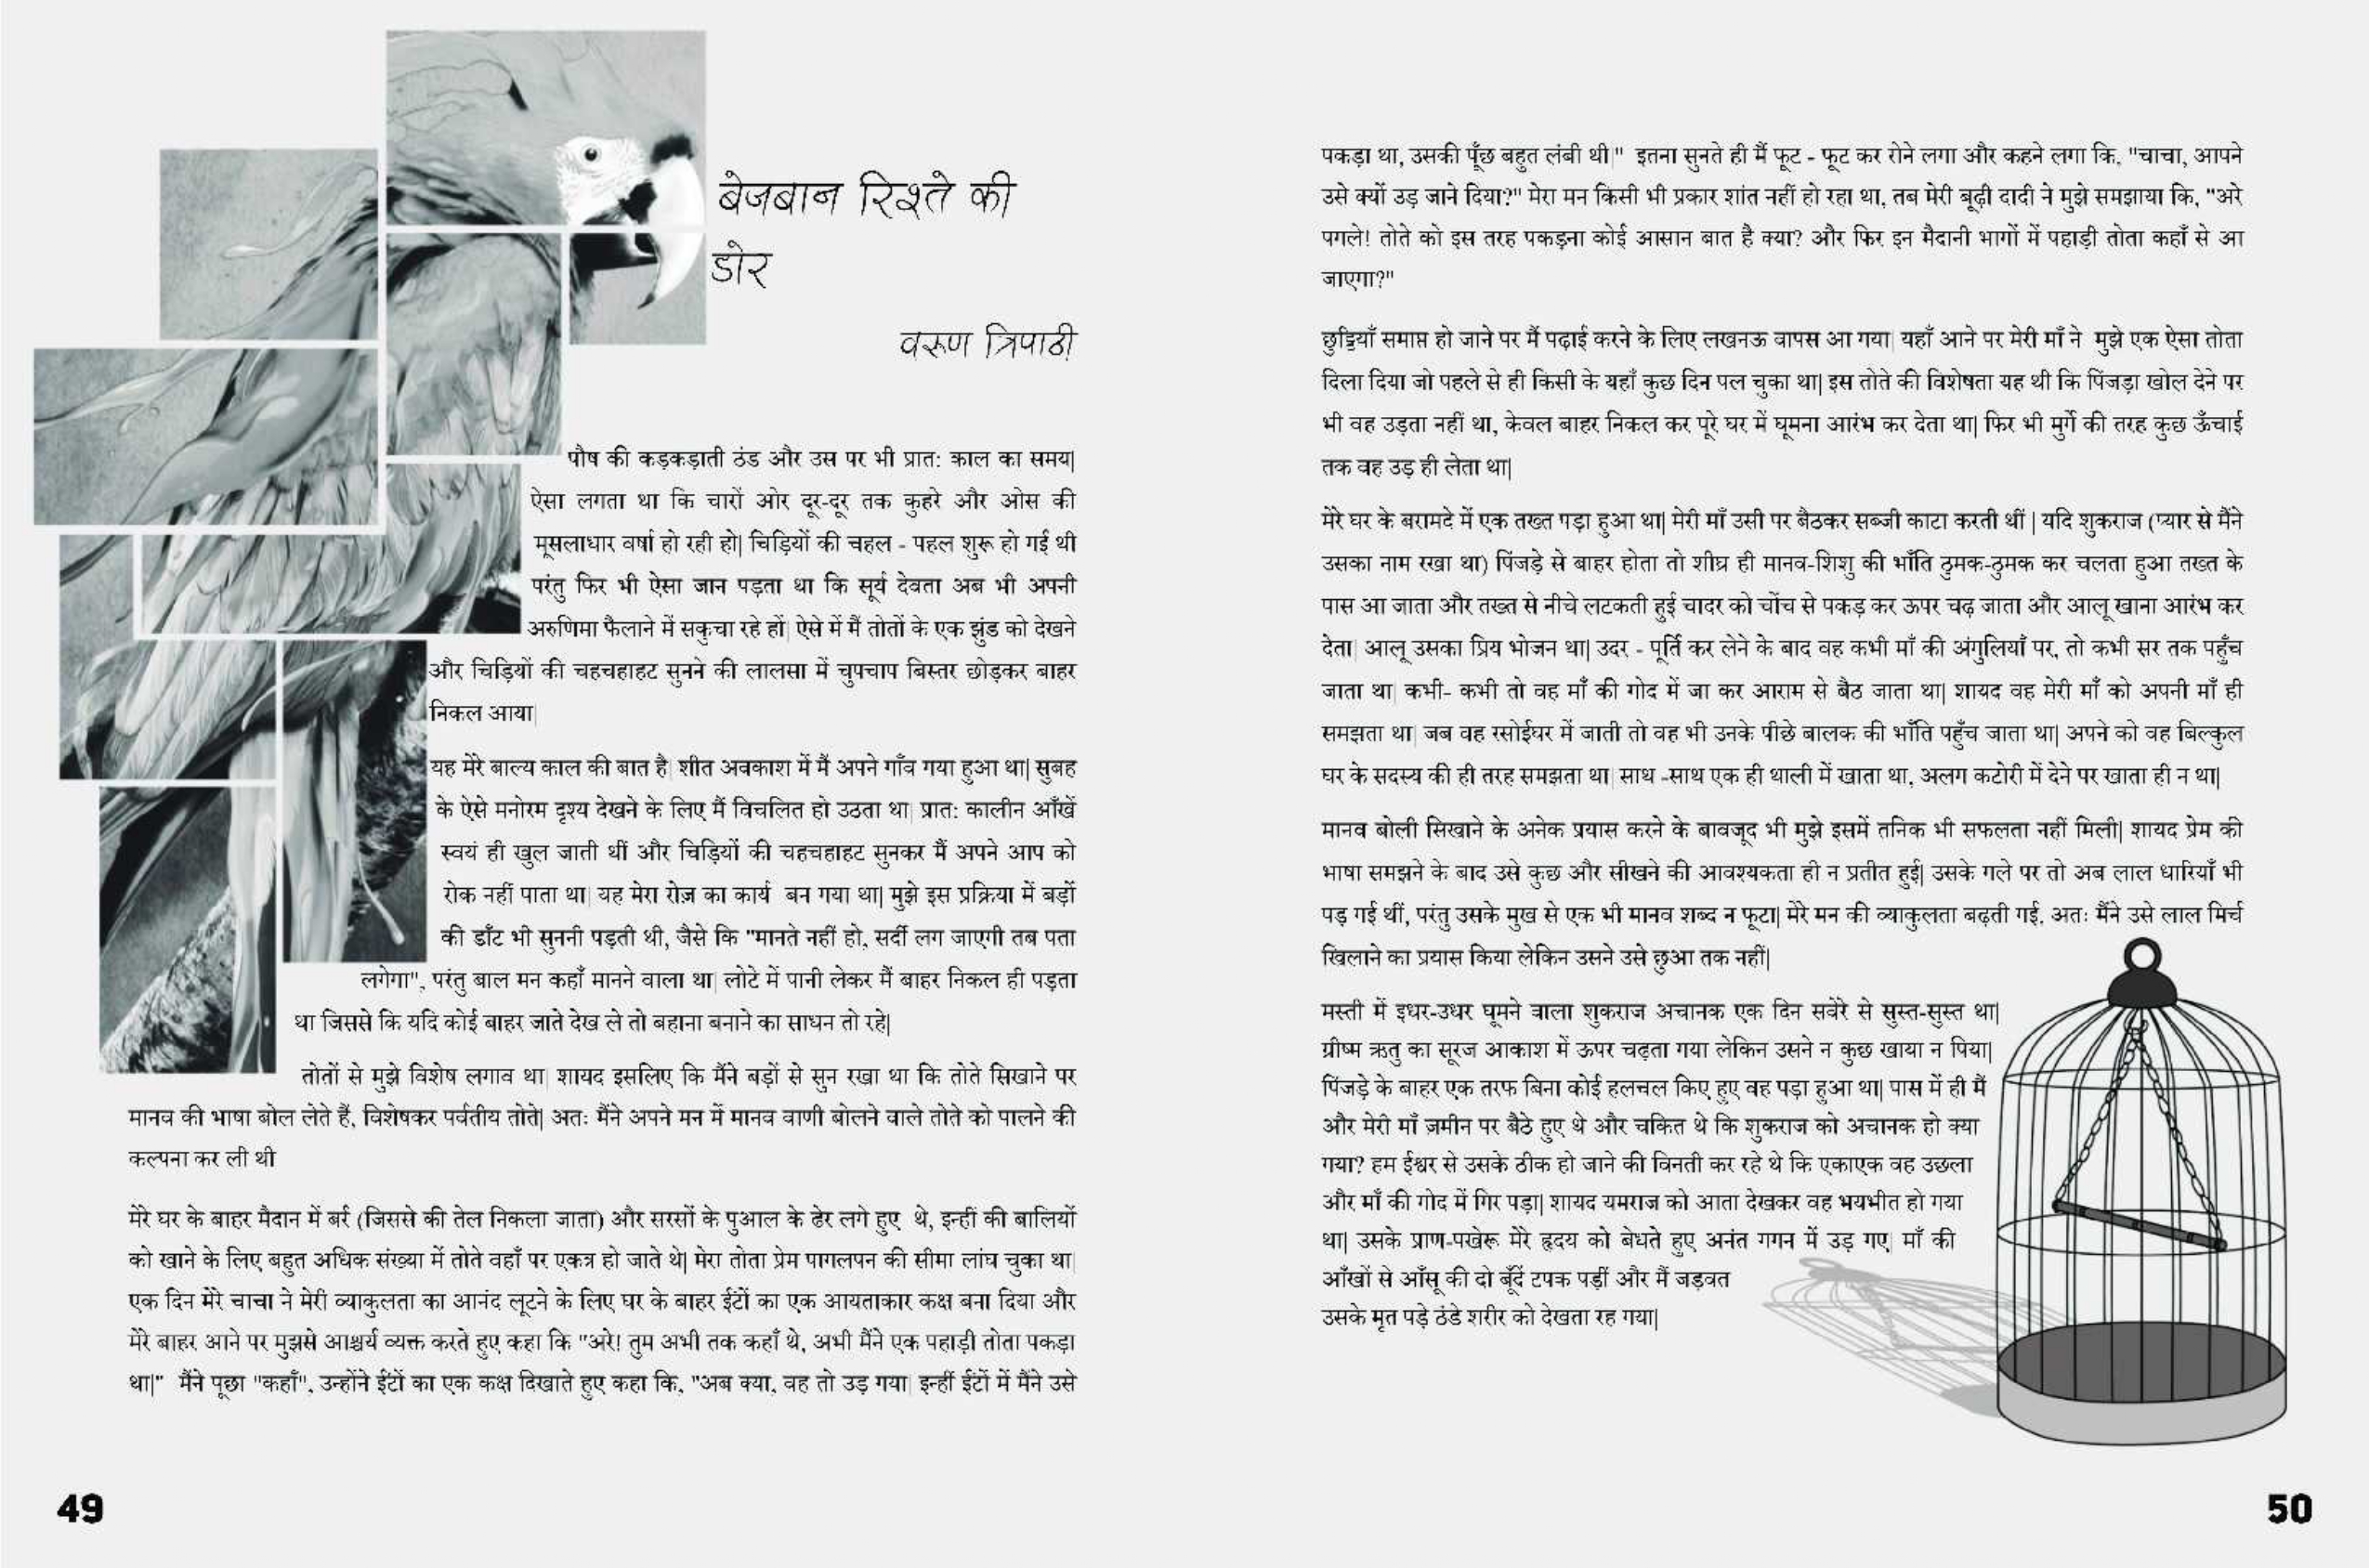 बेजबान रिश्ते की
डोर
वरुण त्रिपाठी
पौष की कड़कड़ाती ठंड और उस पर भी प्रात: काल का समय|
ऐसा लगता था कि चारों ओर दूर-दूर तक कुहरे और ओस की
मूसलाधार वर्षा हो रही हो| चिड़ियों की चहल - पहल शुरू हो गई थी
परंतु फिर भी ऐसा जान पड़ता था कि सूर्य देवता अब भी अपनी
अरुणिमा फैलाने में सकुचा रहे हों| ऐसे में मैं तोतों के एक झुंड को देखने
और चिड़ियों की चहचहाहट सुनने की लालसा में चुपचाप बिस्तर छोड़कर बाहर
निकल आया|
यह मेरे बाल्य काल की बात है| शीत अवकाश में मैं अपने गाँव गया हुआ था| सुबह
के ऐसे मनोरम दृश्य देखने के लिए मैं विचलित हो उठता था| प्रात: कालीन आँखें
स्वयं ही खुल जाती थीं और चिड़ियों की चहचहाहट सुनकर मैं अपने आप को
रोक नहीं पाता था| यह मेरा रोज़ का कार्य बन गया था| मुझे इस प्रक्रिया में बड़ों
की डाँट भी सुननी पड़ती थी, जैसे कि "मानते नहीं हो, सर्दी लग जाएगी तब पता
लगेगा", परंतु बाल मन कहाँ मानने वाला था| लोटे में पानी लेकर मैं बाहर निकल ही पड़ता
था जिससे कि यदि कोई बाहर जाते देख ले तो बहाना बनाने का साधन तो रहे|
तोतों से मुझे विशेष लगाव था| शायद इसलिए कि मैंने बड़ों से सुन रखा था कि तोते सिखाने पर
मानव की भाषा बोल लेते हैं, विशेषकर पर्वतीय तोते| अतः मैंने अपने मन में मानव वाणी बोलने वाले तोते को पालने की
कल्पना कर ली थी
मेरे घर के बाहर मैदान में बर्र (जिससे की तेल निकला जाता) और सरसों के पुआल के ढेर लगे हुए थे, इन्हीं की बालियों
को खाने के लिए बहुत अधिक संख्या में तोते वहाँ पर एकत्र हो जाते थे| मेरा तोता प्रेम पागलपन की सीमा लांघ चुका था|
एक दिन मेरे चाचा ने मेरी व्याकुलता का आनंद लूटने के लिए घर के बाहर ईंटों का एक आयताकार कक्ष बना दिया और
मेरे बाहर आने पर मुझसे आश्चर्य व्यक्त करते हुए कहा कि "अरे! तुम अभी तक कहाँ थे, अभी मैंने एक पहाड़ी तोता पकड़ा
था|" मैंने पूछा "कहाँ", उन्होंने ईंटों का एक कक्ष दिखाते हुए कहा कि, "अब क्या, वह तो उड़ गया| इन्हीं ईंटों में मैंने उसे
49
पकड़ा था, उसकी पूँछ बहुत लंबी थी|" इतना सुनते ही मैं फूट - फूट कर रोने लगा और कहने लगा कि, "चाचा, आपने
उसे क्यों उड़ जाने दिया?" मेरा मन किसी भी प्रकार शांत नहीं हो रहा था, तब मेरी बूढ़ी दादी ने मुझे समझाया कि, "अरे
पगले! तोते को इस तरह पकड़ना कोई आसान बात है क्या? और फिर इन मैदानी भागों में पहाड़ी तोता कहाँ से आ
जाएगा?"
छुट्टियाँ समाप्त हो जाने पर मैं पढ़ाई करने के लिए लखनऊ वापस आ गया| यहाँ आने पर मेरी माँ ने मुझे एक ऐसा तोता
दिला दिया जो पहले से ही किसी के यहाँ कुछ दिन पल चुका था| इस तोते की विशेषता यह थी कि पिंजड़ा खोल देने पर
भी वह उड़ता नहीं था, केवल बाहर निकल कर पूरे घर में घूमना आरंभ कर देता था| फिर भी मुर्गे की तरह कुछ ऊँचाई
तक वह उड़ ही लेता था|
मेरे घर के बरामदे में एक तख्त पड़ा हुआ था| मेरी माँ उसी पर बैठकर सब्जी काटा करती थीं | यदि शुकराज (प्यार से मैंने
उसका नाम रखा था) पिंजड़े से बाहर होता तो शीघ्र ही मानव-शिशु की भाँति ठुमक-ठुमक कर चलता हुआ तख्त के
पास आ जाता और तख्त से नीचे लटकती हुई चादर को चोंच से पकड़ कर ऊपर चढ़ जाता और आलू खाना आरंभ कर
देता| आलू उसका प्रिय भोजन था| उदर - पूर्ति कर लेने के बाद वह कभी माँ की अंगुलियाँ पर, तो कभी सर तक पहुँच
जाता था| कभी- कभी तो वह माँ की गोद में जा कर आराम से बैठ जाता था| शायद वह मेरी माँ को अपनी माँ ही
समझता था| जब वह रसोईघर में जाती तो वह भी उनके पीछे बालक की भाँति पहुँच जाता था| अपने को वह बिल्कुल
घर के सदस्य की ही तरह समझता था| साथ -साथ एक ही थाली में खाता था, अलग कटोरी में देने पर खाता ही न था|
मानव बोली सिखाने के अनेक प्रयास करने के बावजूद भी मुझे इसमें तनिक भी सफलता नहीं मिली| शायद प्रेम की
भाषा समझने के बाद उसे कुछ और सीखने की आवश्यकता ही न प्रतीत हुई| उसके गले पर तो अब लाल धारियाँ भी
पड़ गई थीं, परंतु उसके मुख से एक भी मानव शब्द न फूटा| मेरे मन की व्याकुलता बढ़ती गई, अतः मैंने उसे लाल मिर्च
खिलाने का प्रयास किया लेकिन उसने उसे छुआ तक नहीं|
मस्ती में इधर-उधर घूमने वाला शुकराज अचानक एक दिन सवेरे से सुस्त-सुस्त था|
ग्रीष्म ऋतु का सूरज आकाश में ऊपर चढ़ता गया लेकिन उसने न कुछ खाया न पिया|
पिंजड़े के बाहर एक तरफ बिना कोई हलचल किए हुए वह पड़ा हुआ था| पास में ही मैं
और मेरी माँ ज़मीन पर बैठे हुए थे और चकित थे कि शुकराज को अचानक हो क्या
गया? हम ईश्वर से उसके ठीक हो जाने की विनती कर रहे थे कि एकाएक वह उछला
और माँ की गोद में गिर पड़ा| शायद यमराज को आता देखकर वह भयभीत हो गया
था| उसके प्राण-पखेरू मेरे हृदय को बेधते हुए अनंत गगन में उड़ गए| माँ की
आँखों से आँसू की दो बूँदें टपक पड़ीं और मैं जड़वत
उसके मृत पड़े ठंडे शरीर को देखता रह गया|
50